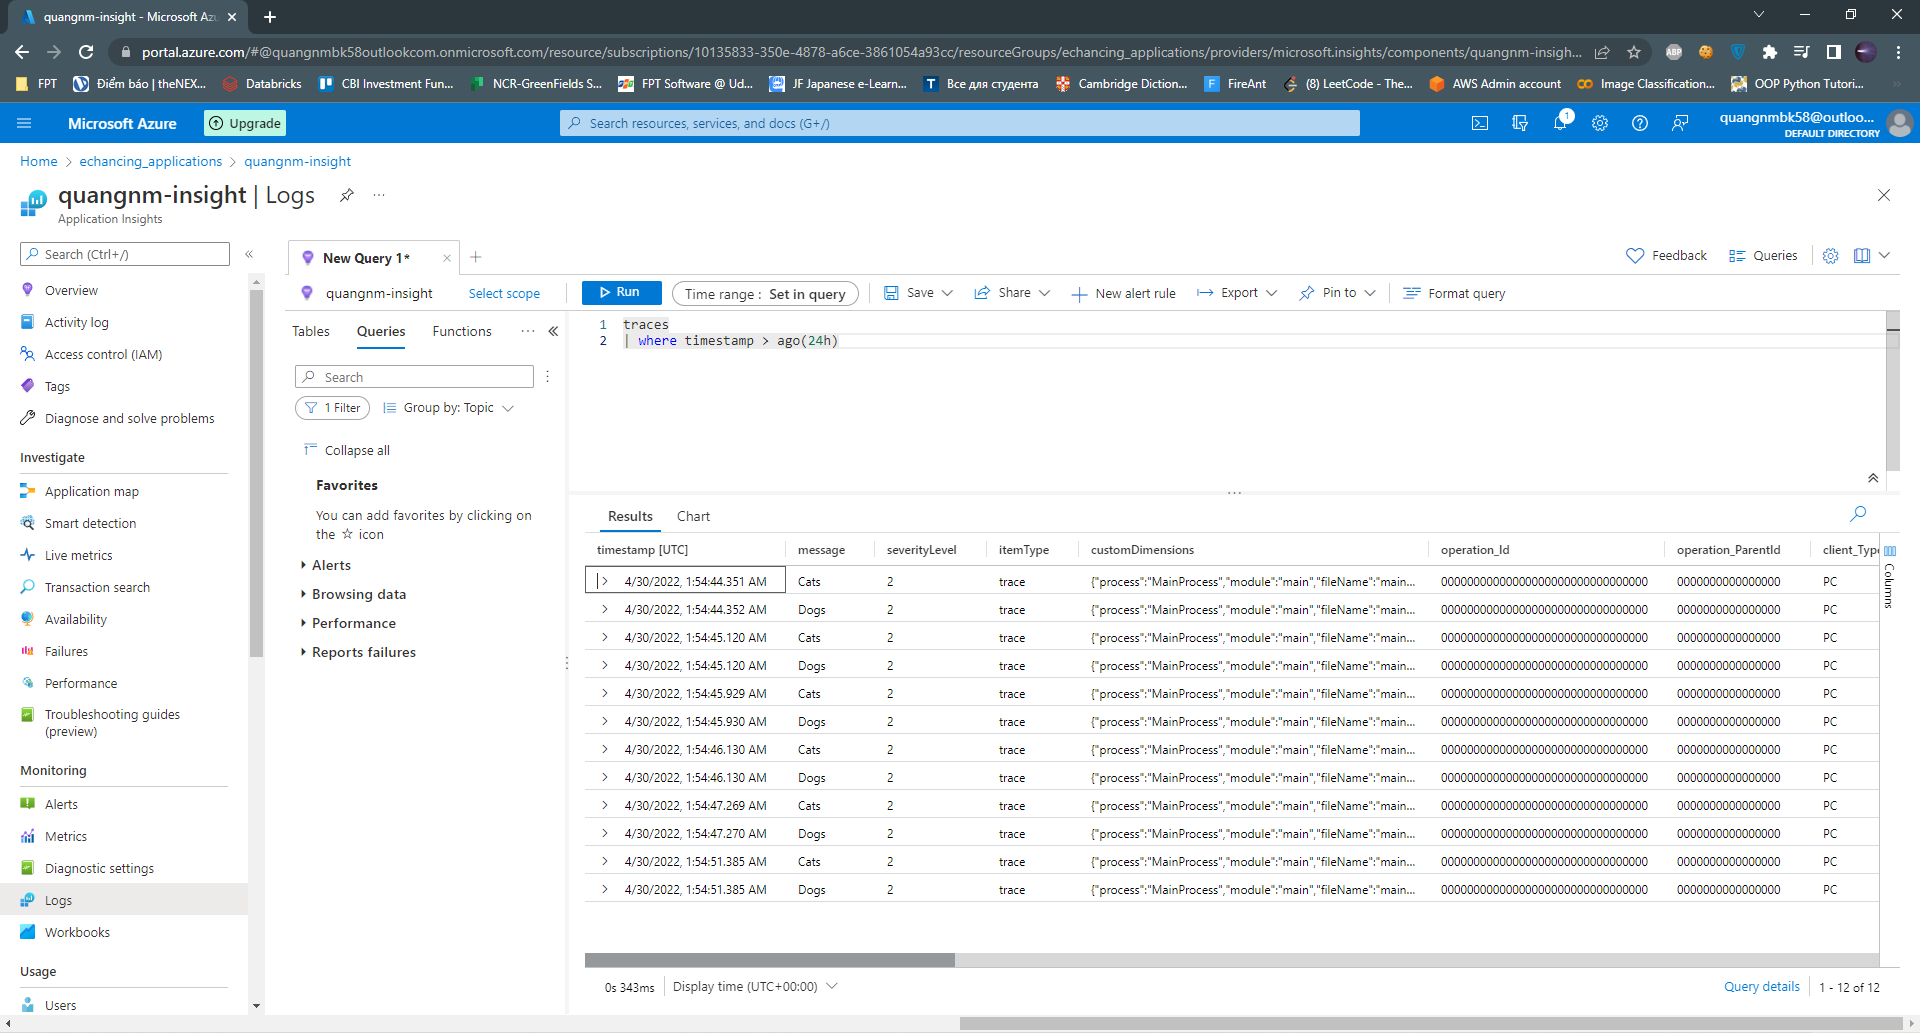 quangnm-insight - Microsoft Az
portal.azure.com/#@quangnmbk58outlookcom.onmicrosoft.com/resource/subscriptions/10135833-350e-4878-a6ce-3861054a93cc/resourceGroups/echancing_applications/providers/microsoft.insights/components/quangnm-insigh...
ABP
FPT
Điểm báo | theNEX...
Databricks
CBI Investment Fun...
NCR-GreenFields S...
FPT Software @ Ud...
JF Japanese e-Learn...
Все для студента
Cambridge Diction...
FireAnt
(8) LeetCode - The...
AWS Admin account
Image Classification...
OOP Python Tutori...
Microsoft Azure
Upgrade
Search resources, services, and docs (G+/)
1
quangnmbk58@outloo...
DEFAULT DIRECTORY
Home > echancing_applications > quangnm-insight
quangnm-insight | Logs
Application Insights
Search (Ctrl+/)
Overview
Activity log
Access control (IAM)
Tags
Diagnose and solve problems
Investigate
Application map
Smart detection
Live metrics
Transaction search
Availability
Failures
Performance
Troubleshooting guides
(preview)
Monitoring
Alerts
Metrics
Diagnostic settings
Logs
Workbooks
Usage
Users
New Query 1*
Feedback
Queries
quangnm-insight
Select scope
Run
Time range : Set in query
Save
Share
New alert rule
Export
Pin to
Format query
Tables
Queries
Functions
Search
1 Filter
Group by: Topic
Collapse all
Favorites
You can add favorites by clicking on
the ☆ icon
Alerts
Browsing data
Performance
Reports failures
1 traces
2 | where timestamp > ago(24h)
Results
Chart
timestamp [UTC] message severityLevel itemType customDimensions operation_Id operation_ParentId client_Type
4/30/2022, 1:54:44.351 AM Cats 2 trace {"process":"MainProcess","module":"main","fileName":"main... 00000000000000000000000000000000 0000000000000000 PC
4/30/2022, 1:54:44.352 AM Dogs 2 trace {"process":"MainProcess","module":"main","fileName":"main... 00000000000000000000000000000000 0000000000000000 PC
4/30/2022, 1:54:45.120 AM Cats 2 trace {"process":"MainProcess","module":"main","fileName":"main... 00000000000000000000000000000000 0000000000000000 PC
4/30/2022, 1:54:45.120 AM Dogs 2 trace {"process":"MainProcess","module":"main","fileName":"main... 00000000000000000000000000000000 0000000000000000 PC
4/30/2022, 1:54:45.929 AM Cats 2 trace {"process":"MainProcess","module":"main","fileName":"main... 00000000000000000000000000000000 0000000000000000 PC
4/30/2022, 1:54:45.930 AM Dogs 2 trace {"process":"MainProcess","module":"main","fileName":"main... 00000000000000000000000000000000 0000000000000000 PC
4/30/2022, 1:54:46.130 AM Cats 2 trace {"process":"MainProcess","module":"main","fileName":"main... 00000000000000000000000000000000 0000000000000000 PC
4/30/2022, 1:54:46.130 AM Dogs 2 trace {"process":"MainProcess","module":"main","fileName":"main... 00000000000000000000000000000000 0000000000000000 PC
4/30/2022, 1:54:47.269 AM Cats 2 trace {"process":"MainProcess","module":"main","fileName":"main... 00000000000000000000000000000000 0000000000000000 PC
4/30/2022, 1:54:47.270 AM Dogs 2 trace {"process":"MainProcess","module":"main","fileName":"main... 00000000000000000000000000000000 0000000000000000 PC
4/30/2022, 1:54:51.385 AM Cats 2 trace {"process":"MainProcess","module":"main","fileName":"main... 00000000000000000000000000000000 0000000000000000 PC
4/30/2022, 1:54:51.385 AM Dogs 2 trace {"process":"MainProcess","module":"main","fileName":"main... 00000000000000000000000000000000 0000000000000000 PC
Columns
0s 343ms
Display time (UTC+00:00)
Query details
1 - 12 of 12